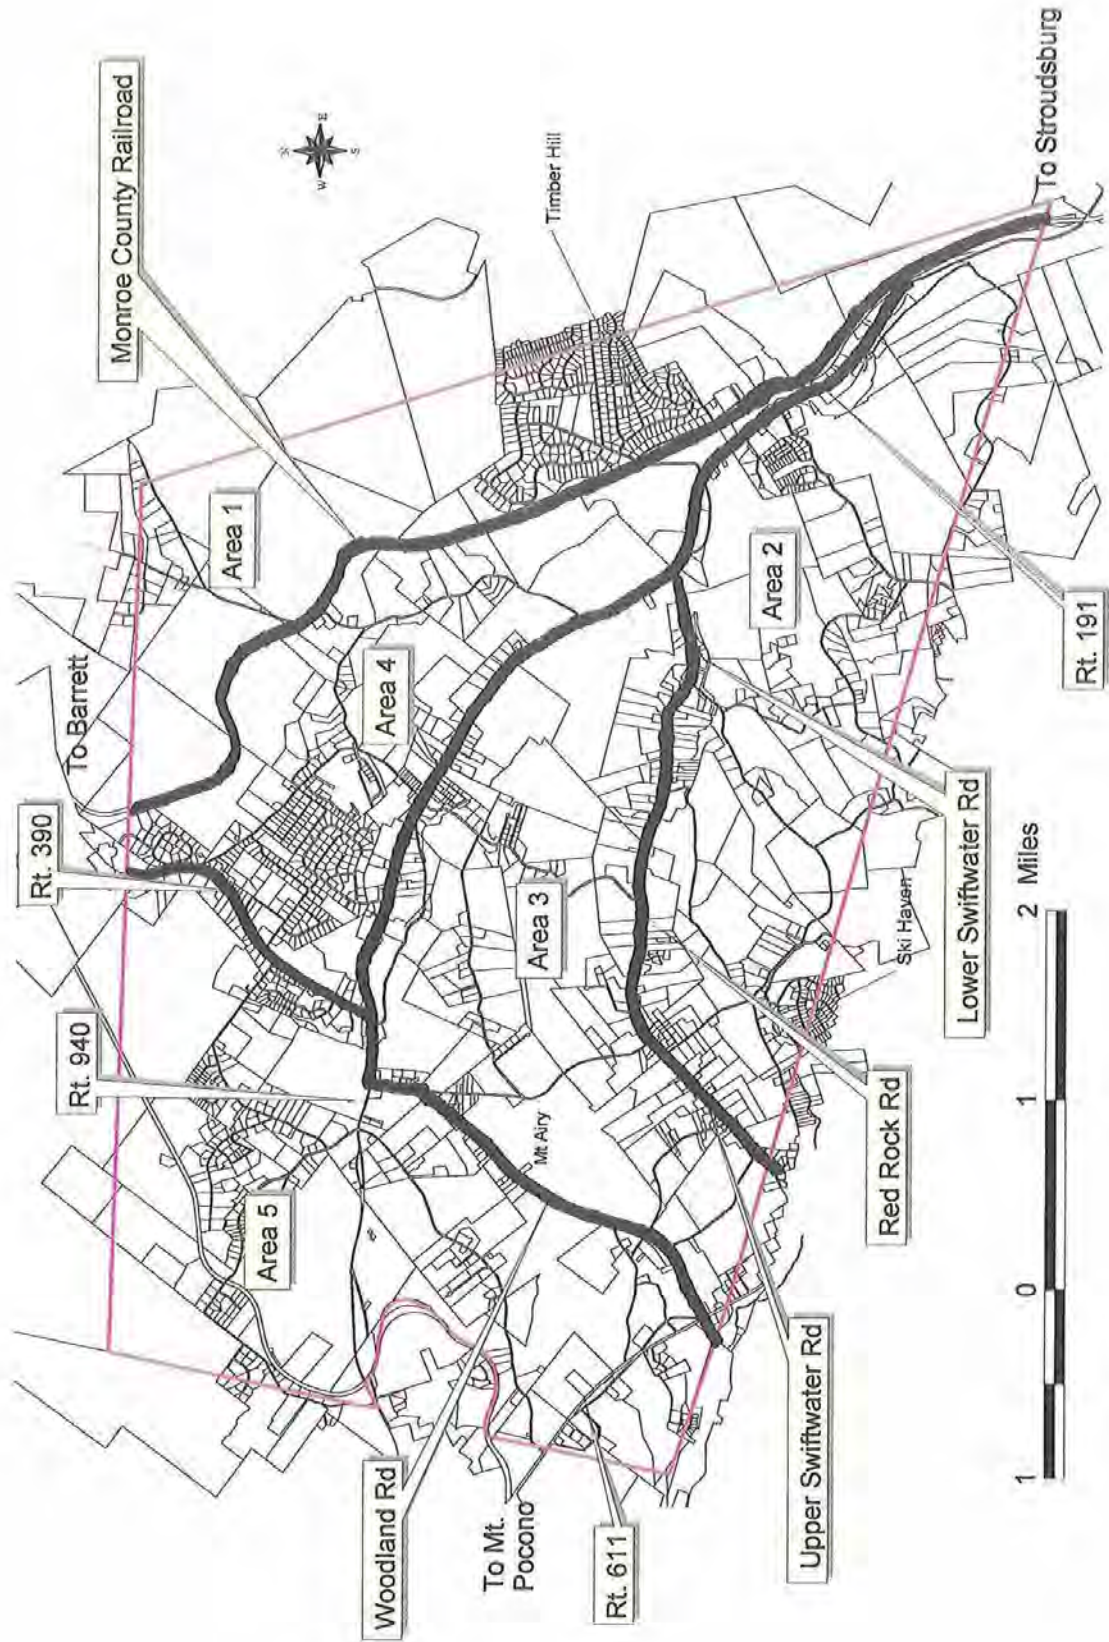 Monroe County Railroad
N
W
E
S
Timber Hill
To Stroudsburg
To Barrett
Area 1
Rt. 390
Area 4
Area 2
Rt. 191
Rt. 940
Area 3
Lower Swiftwater Rd
Ski Haven
Area 5
Mt Airy
Red Rock Rd
Woodland Rd
To Mt.
Pocono
Rt. 611
Upper Swiftwater Rd
1
0
1
2
Miles